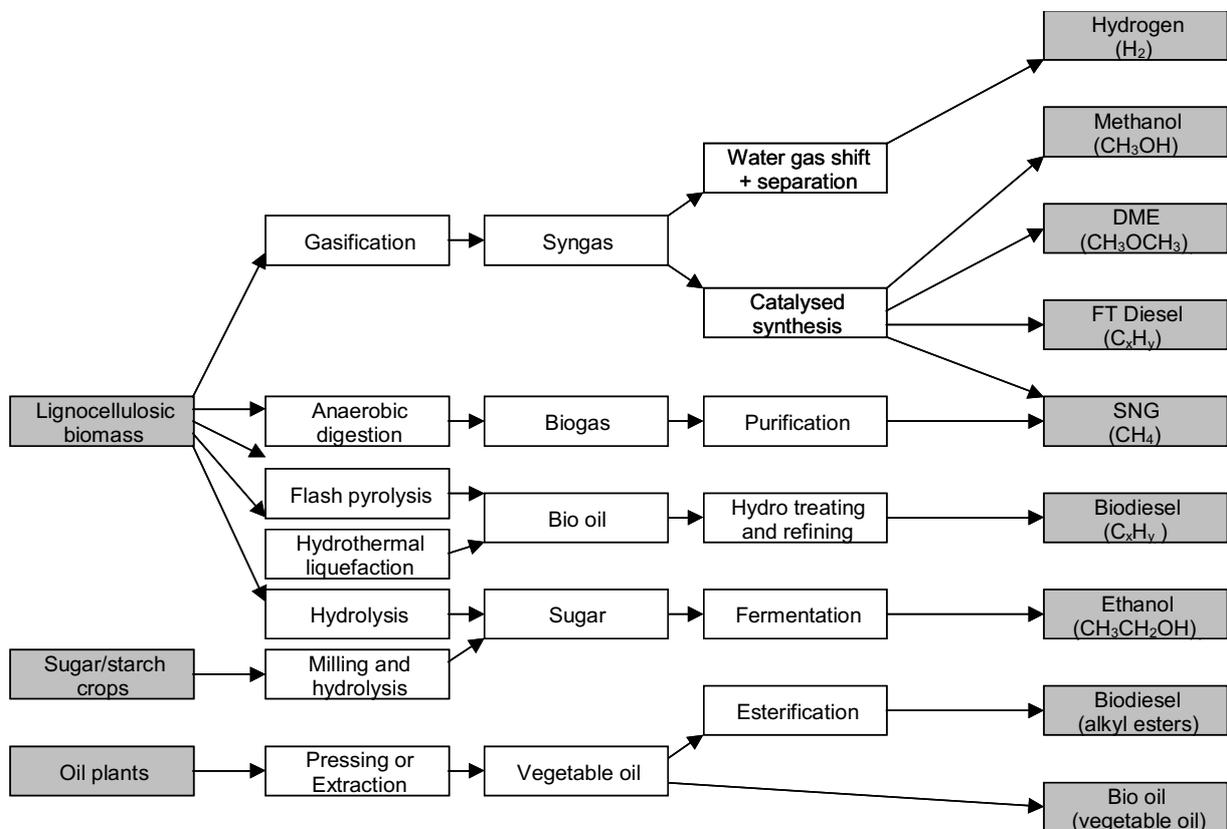 Hydrogen
(H₂)
Methanol
(CH₃OH)
Water gas shift
+ separation
DME
(CH₃OCH₃)
Gasification
Syngas
Catalysed
synthesis
FT Diesel
(CₓHᵧ)
Lignocellulosic
biomass
Anaerobic
digestion
Biogas
Purification
SNG
(CH₄)
Flash pyrolysis
Bio oil
Hydro treating
and refining
Biodiesel
(CₓHᵧ )
Hydrothermal
liquefaction
Hydrolysis
Sugar
Fermentation
Ethanol
(CH₃CH₂OH)
Sugar/starch
crops
Milling and
hydrolysis
Esterification
Biodiesel
(alkyl esters)
Oil plants
Pressing or
Extraction
Vegetable oil
Bio oil
(vegetable oil)